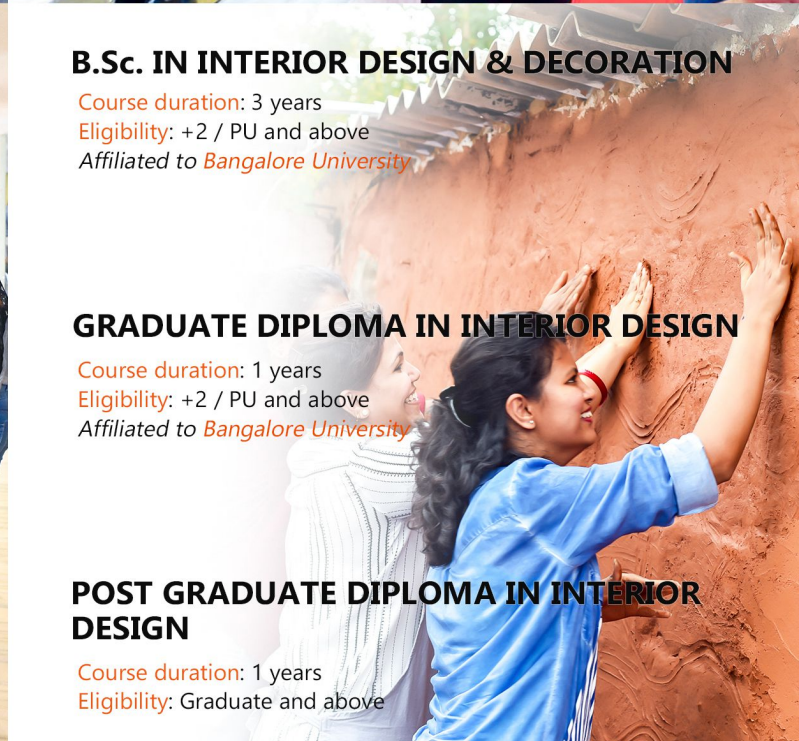 B.Sc. IN INTERIOR DESIGN & DECORATION
Course duration: 3 years
Eligibility: +2 / PU and above
Affiliated to Bangalore University
GRADUATE DIPLOMA IN INTERIOR DESIGN
Course duration: 1 years
Eligibility: +2 / PU and above
Affiliated to Bangalore University
POST GRADUATE DIPLOMA IN INTERIOR
DESIGN
Course duration: 1 years
Eligibility: Graduate and above